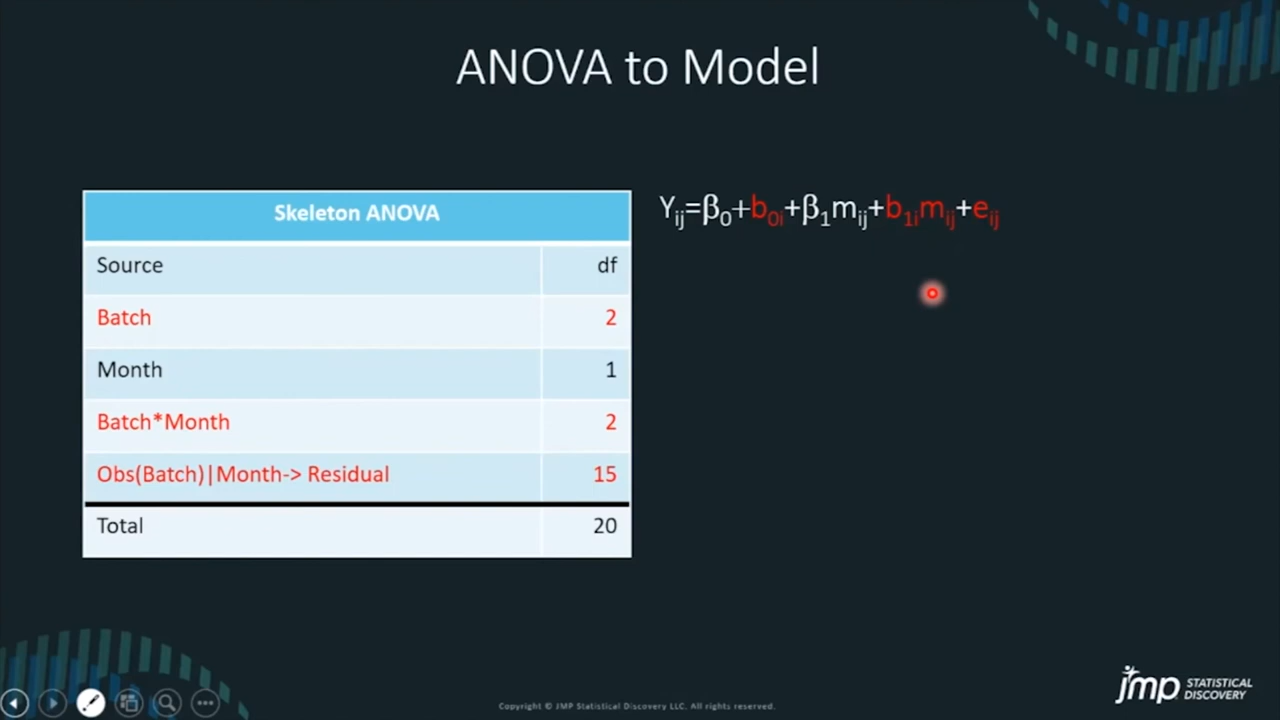 ANOVA to Model
Skeleton ANOVA
Source df
Batch 2
Month 1
Batch*Month 2
Obs(Batch)|Month-> Residual 15
Total 20
Yij=β0+b0i+β1mij+b1imij+eij
jmp STATISTICAL DISCOVERY
Copyright © JMP Statistical Discovery LLC. All rights reserved.